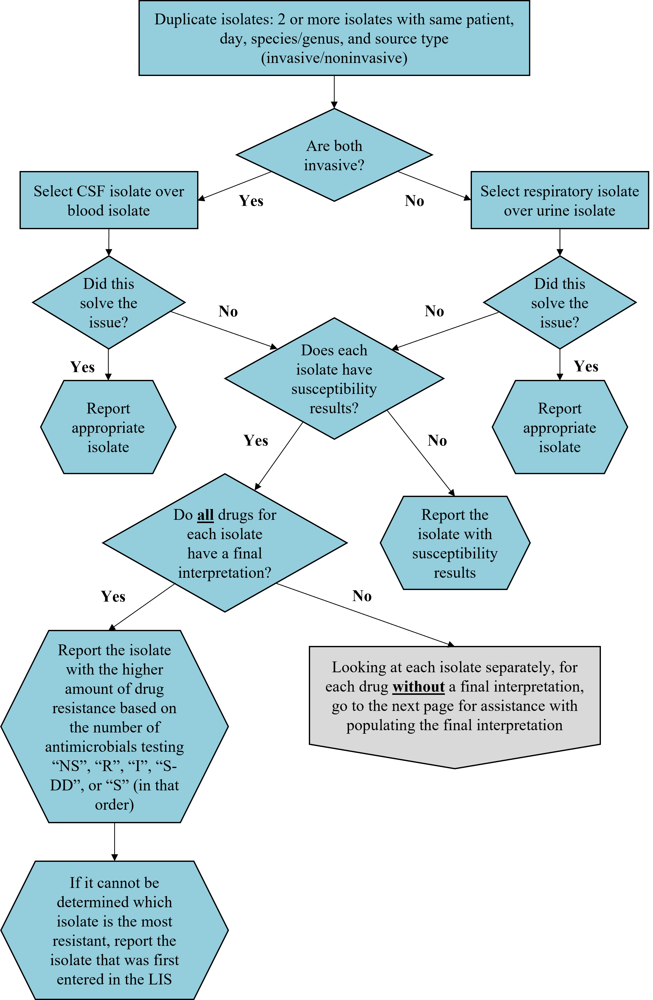 Duplicate isolates: 2 or more isolates with same patient,
day, species/genus, and source type
(invasive/noninvasive)
Are both
invasive?
Yes
No
Select CSF isolate over
blood isolate
Select respiratory isolate
over urine isolate
Did this
solve the
issue?
Did this
solve the
issue?
No
No
Yes
Yes
Does each
isolate have
susceptibility
results?
Report
appropriate
isolate
Report
appropriate
isolate
Yes
No
Do all drugs for
each isolate
have a final
interpretation?
Report the
isolate with
susceptibility
results
Yes
No
Report the isolate
with the higher
amount of drug
resistance based on
the number of
antimicrobials testing
“NS”, “R”, “I”, “S-
DD”, or “S” (in that
order)
Looking at each isolate separately, for
each drug without a final interpretation,
go to the next page for assistance with
populating the final interpretation
If it cannot be
determined which
isolate is the most
resistant, report the
isolate that was first
entered in the LIS